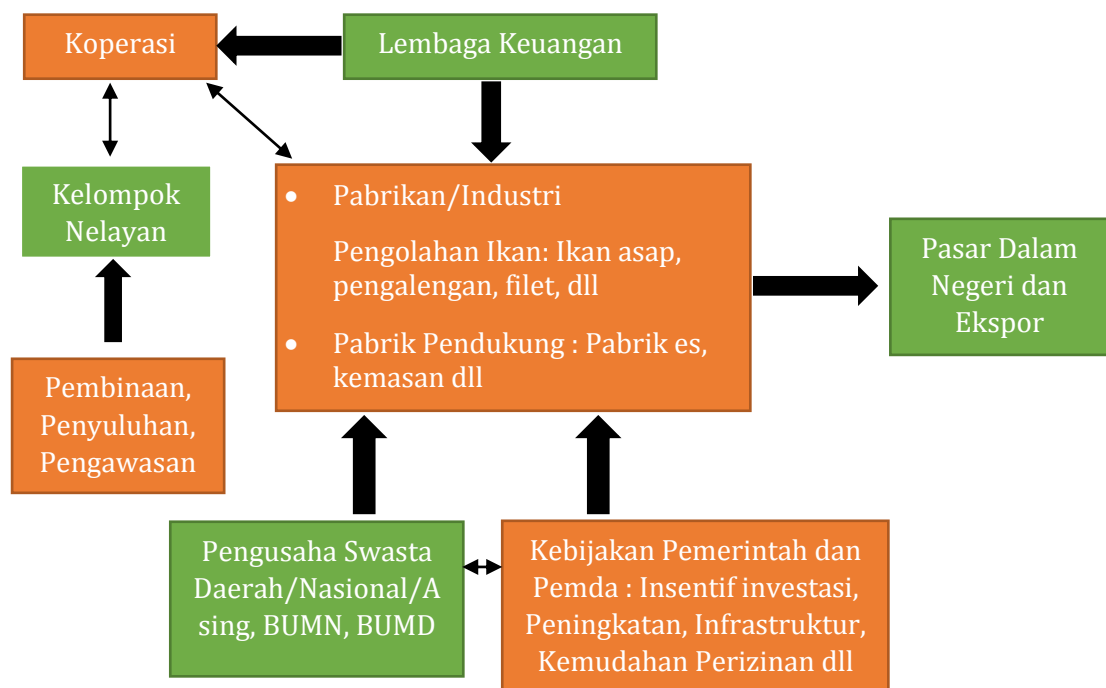 Koperasi
Lembaga Keuangan
Kelompok
Nelayan
• Pabrikan/Industri
Pengolahan Ikan: Ikan asap,
pengalengan, filet, dll
• Pabrik Pendukung : Pabrik es,
kemasan dll
Pasar Dalam
Negeri dan
Ekspor
Pembinaan,
Penyuluhan,
Pengawasan
Pengusaha Swasta
Daerah/Nasional/A
sing, BUMN, BUMD
Kebijakan Pemerintah dan
Pemda : Insentif investasi,
Peningkatan, Infrastruktur,
Kemudahan Perizinan dll